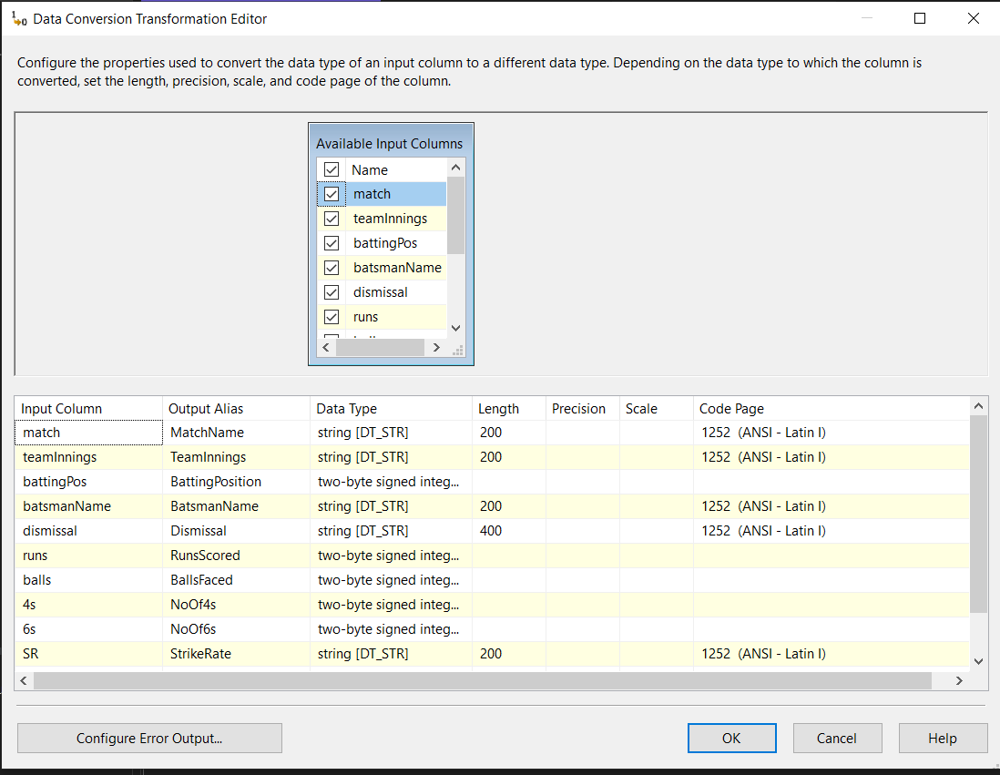 Data Conversion Transformation Editor
Configure the properties used to convert the data type of an input column to a different data type. Depending on the data type to which the column is
converted, set the length, precision, scale, and code page of the column.
Available Input Columns
Name
match
teamInnings
battingPos
batsmanName
dismissal
runs
Input Column Output Alias Data Type Length Precision Scale Code Page
match MatchName string [DT_STR] 200 1252 (ANSI - Latin I)
teamInnings TeamInnings string [DT_STR] 200 1252 (ANSI - Latin I)
battingPos BattingPosition two-byte signed integ...
batsmanName BatsmanName string [DT_STR] 200 1252 (ANSI - Latin I)
dismissal Dismissal string [DT_STR] 400 1252 (ANSI - Latin I)
runs RunsScored two-byte signed integ...
balls BallsFaced two-byte signed integ...
4s NoOf4s two-byte signed integ...
6s NoOf6s two-byte signed integ...
SR StrikeRate string [DT_STR] 200 1252 (ANSI - Latin I)
Configure Error Output... OK Cancel Help